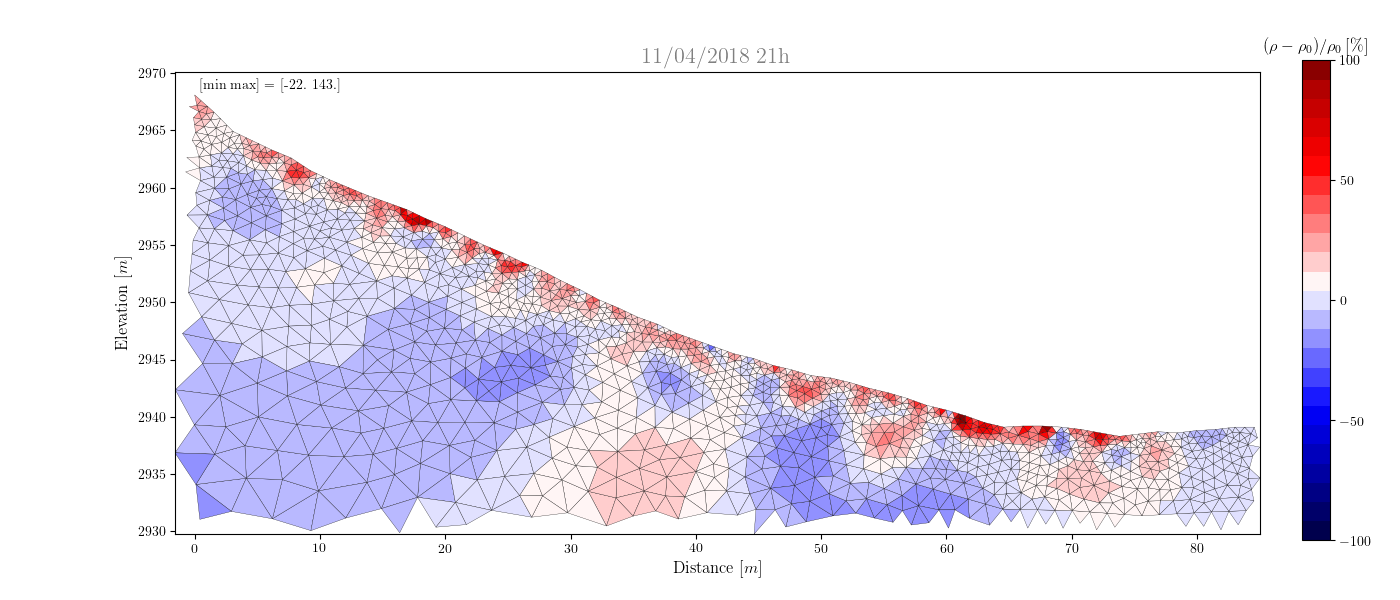 11/04/2018 21h
(ρ − ρ₀)/ρ₀ [%]
[min max] = [-22. 143.]
2970
2965
2960
2955
2950
2945
2940
2935
2930
Elevation [m]
0 10 20 30 40 50 60 70 80
Distance [m]
100
50
0
−50
−100